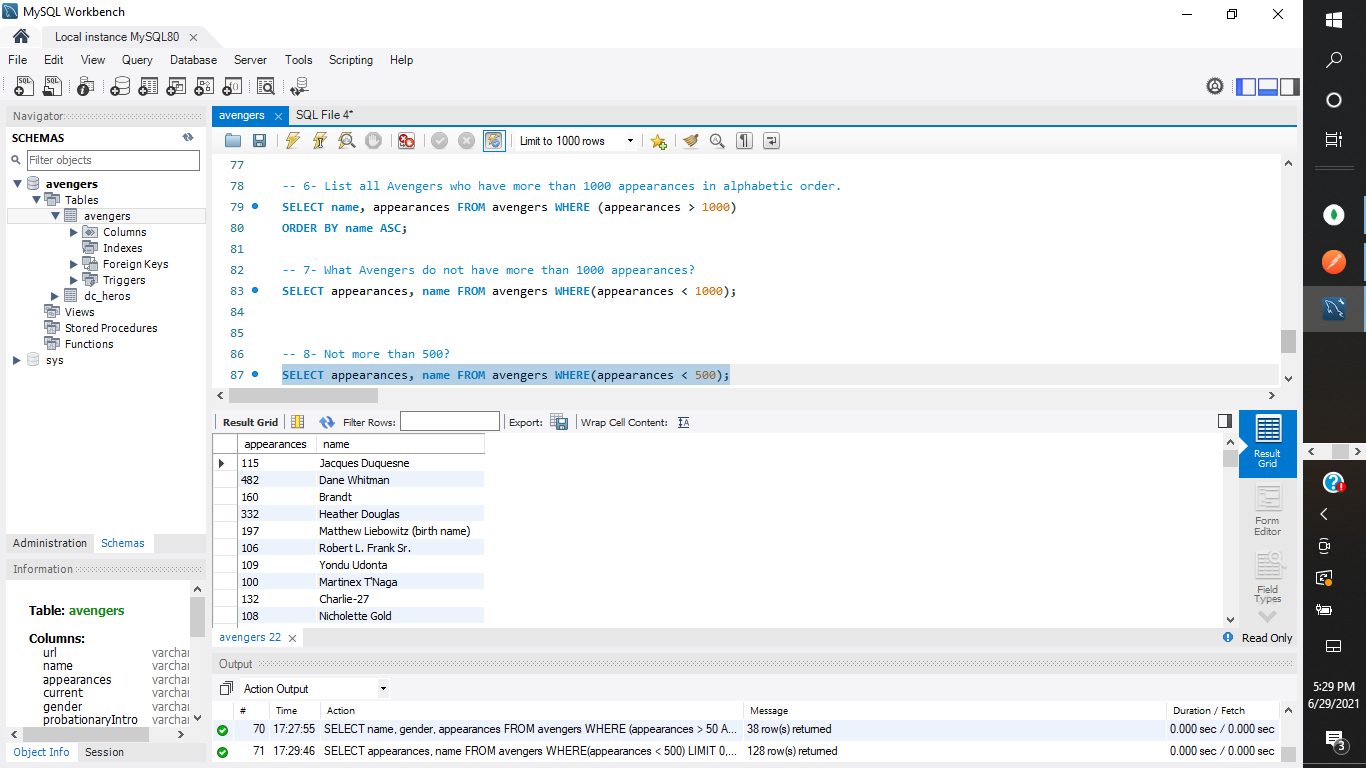 MySQL Workbench
Local instance MySQL80
File Edit View Query Database Server Tools Scripting Help
Navigator
SCHEMAS
Filter objects
avengers
Tables
avengers
Columns
Indexes
Foreign Keys
Triggers
dc_heros
Views
Stored Procedures
Functions
sys
Administration Schemas
Information
Table: avengers
Columns:
url varchar
name varchar
appearances varchar
current varchar
gender varchar
probationaryIntro varchar
Object Info Session
avengers SQL File 4*
Limit to 1000 rows
77
78 -- 6- List all Avengers who have more than 1000 appearances in alphabetic order.
79 SELECT name, appearances FROM avengers WHERE (appearances > 1000)
80 ORDER BY name ASC;
81
82 -- 7- What Avengers do not have more than 1000 appearances?
83 SELECT appearances, name FROM avengers WHERE(appearances < 1000);
84
85
86 -- 8- Not more than 500?
87 SELECT appearances, name FROM avengers WHERE(appearances < 500);
Result Grid Filter Rows: Export: Wrap Cell Content:
appearances name
115 Jacques Duquesne
482 Dane Whitman
160 Brandt
332 Heather Douglas
197 Matthew Liebowitz (birth name)
106 Robert L. Frank Sr.
109 Yondu Udonta
100 Martinex T'Naga
132 Charlie-27
108 Nicholette Gold
Result
Grid
Form
Editor
Field
Types
avengers 22
Read Only
Output
Action Output
# Time Action Message Duration / Fetch
70 17:27:55 SELECT name, gender, appearances FROM avengers WHERE (appearances > 50 A... 38 row(s) returned 0.000 sec / 0.000 sec
71 17:29:46 SELECT appearances, name FROM avengers WHERE(appearances < 500) LIMIT 0,... 128 row(s) returned 0.000 sec / 0.000 sec
5:29 PM
6/29/2021
3